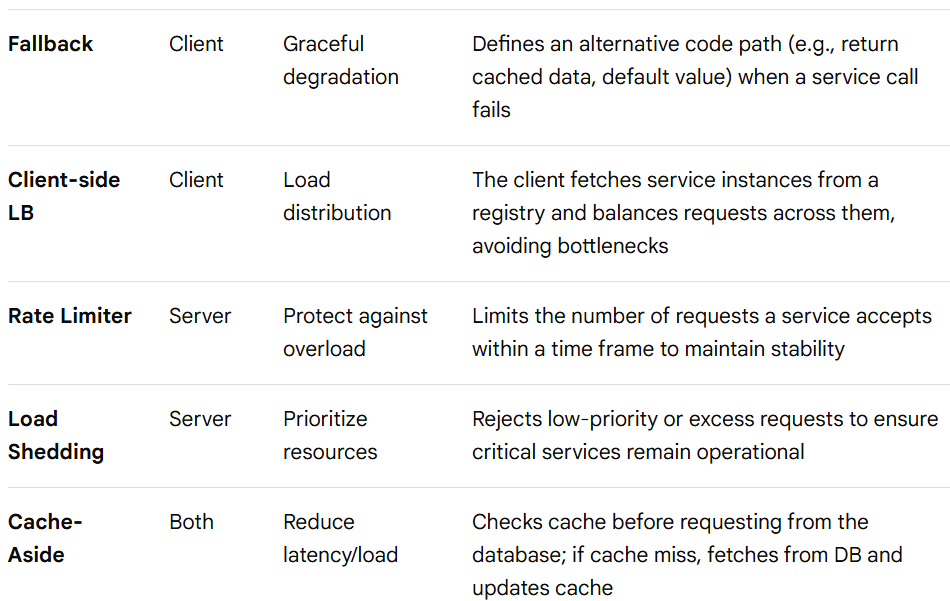 Fallback Client Graceful Defines an alternative code path (e.g., return
degradation cached data, default value) when a service call
fails
Client-side Client Load The client fetches service instances from a
LB distribution registry and balances requests across them,
avoiding bottlenecks
Rate Limiter Server Protect against Limits the number of requests a service accepts
overload within a time frame to maintain stability
Load Server Prioritize Rejects low-priority or excess requests to ensure
Shedding resources critical services remain operational
Cache- Both Reduce Checks cache before requesting from the
Aside latency/load database; if cache miss, fetches from DB and
updates cache